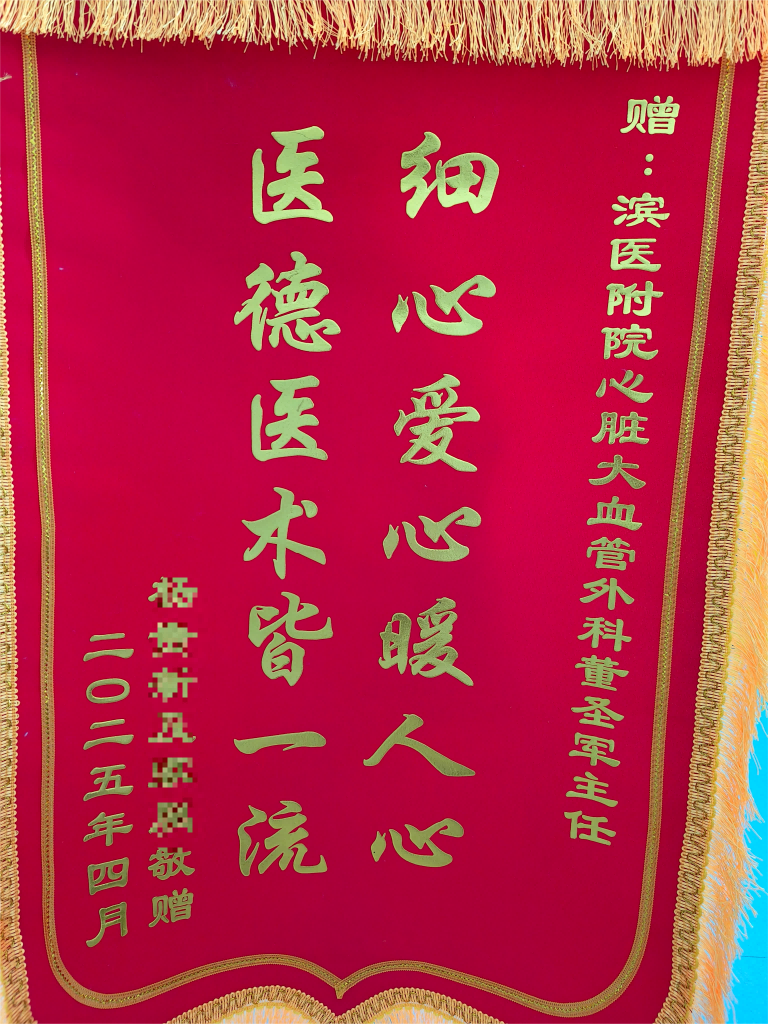 赠：滨医附院心脏大血管外科董圣军主任
细心爱心暖人心
医德医术皆一流
敬赠
二〇二五年四月